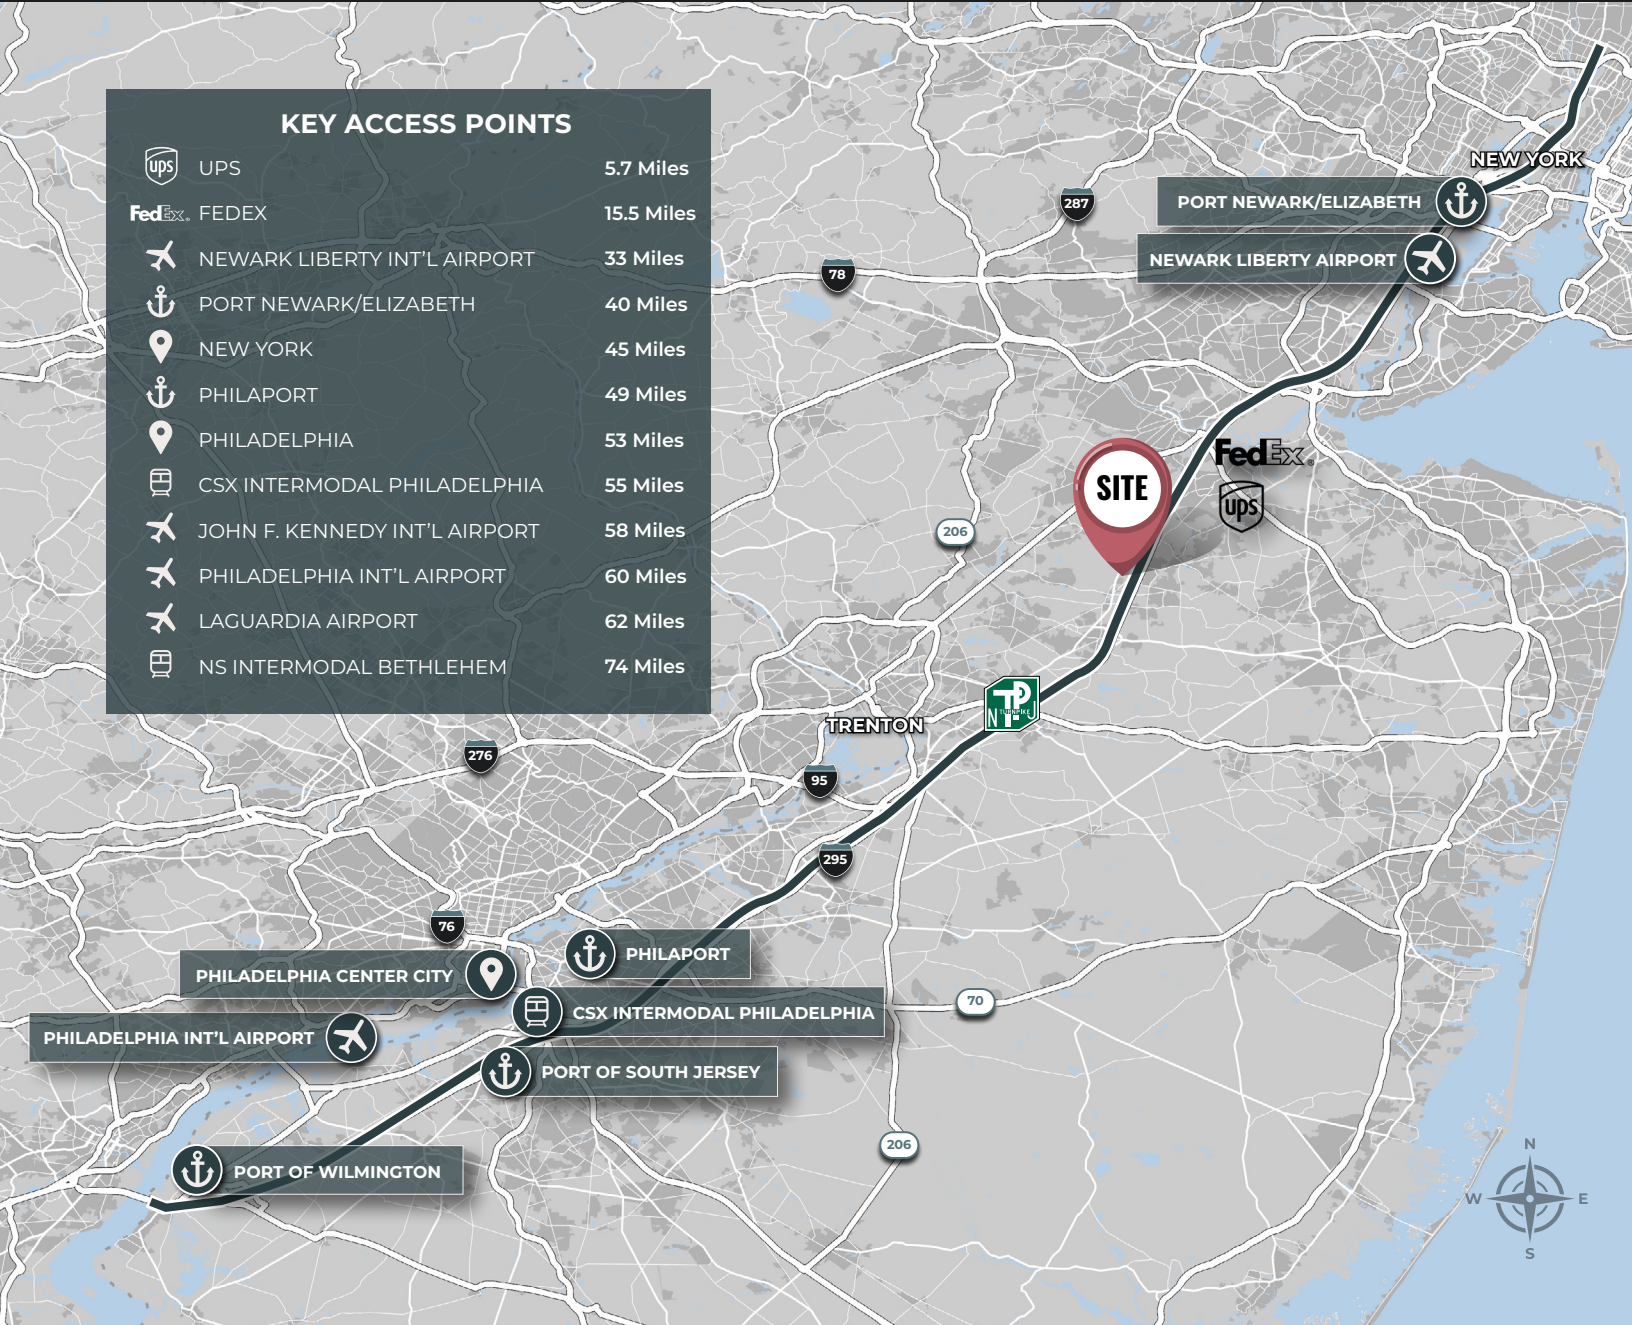 KEY ACCESS POINTS
ups UPS 5.7 Miles
FedEx. FEDEX 15.5 Miles
NEWARK LIBERTY INT'L AIRPORT 33 Miles
PORT NEWARK/ELIZABETH 40 Miles
NEW YORK 45 Miles
PHILAPORT 49 Miles
PHILADELPHIA 53 Miles
CSX INTERMODAL PHILADELPHIA 55 Miles
JOHN F. KENNEDY INT'L AIRPORT 58 Miles
PHILADELPHIA INT'L AIRPORT 60 Miles
LAGUARDIA AIRPORT 62 Miles
NS INTERMODAL BETHLEHEM 74 Miles
NEW YORK
PORT NEWARK/ELIZABETH
287
NEWARK LIBERTY AIRPORT
78
FedEx®
SITE
ups
206
TP
N TURNPIKE J
TRENTON
276
95
295
76
PHILAPORT
PHILADELPHIA CENTER CITY
70
CSX INTERMODAL PHILADELPHIA
PHILADELPHIA INT'L AIRPORT
PORT OF SOUTH JERSEY
206
PORT OF WILMINGTON
N
W E
S